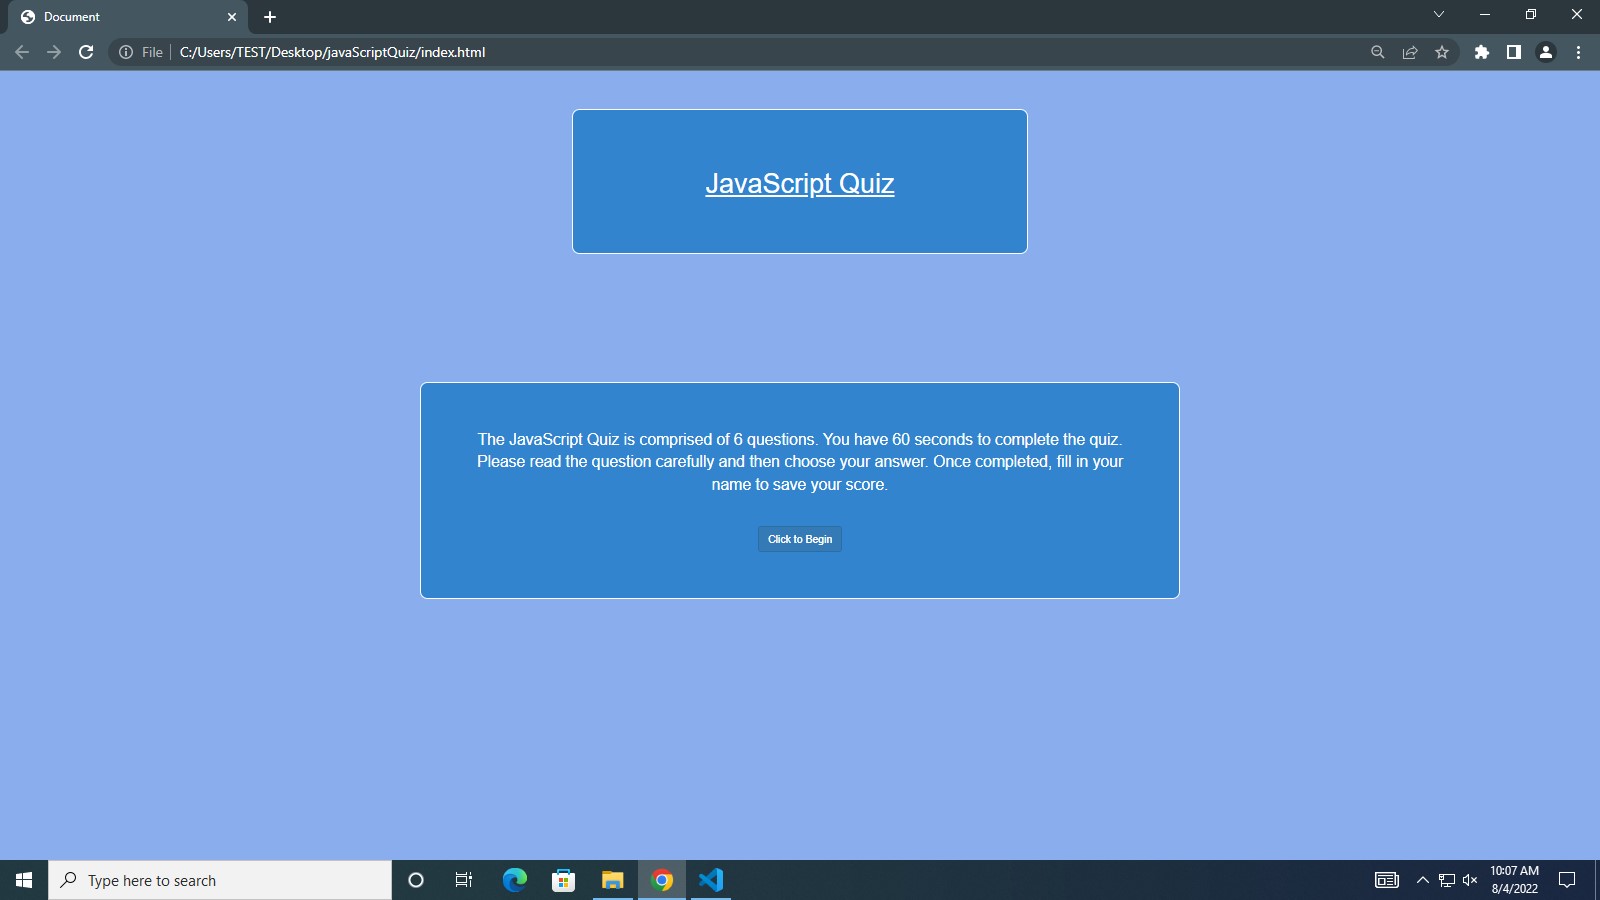 Document
File
C:/Users/TEST/Desktop/javaScriptQuiz/index.html
JavaScript Quiz
The JavaScript Quiz is comprised of 6 questions. You have 60 seconds to complete the quiz.
Please read the question carefully and then choose your answer. Once completed, fill in your
name to save your score.
Click to Begin
Type here to search
10:07 AM
8/4/2022